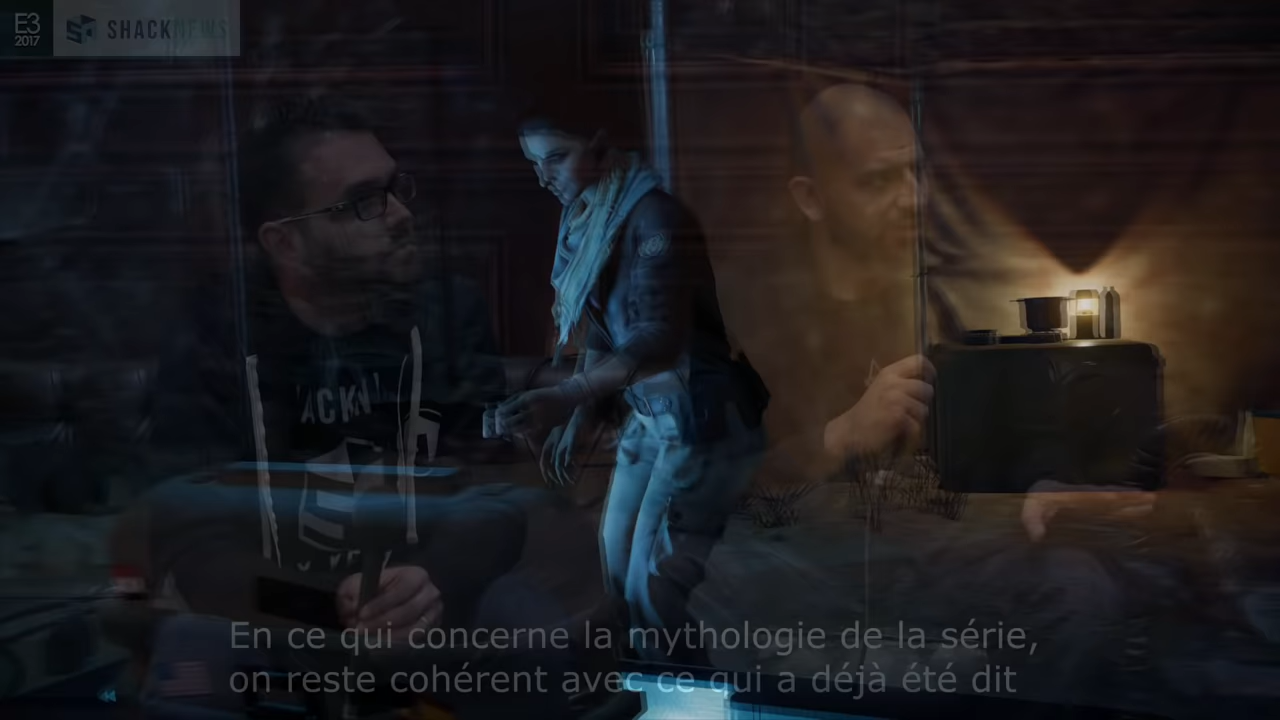 E3
2017
SHACKNEWS
ACKN
En ce qui concerne la mythologie de la série,
on reste cohérent avec ce qui a déjà été dit